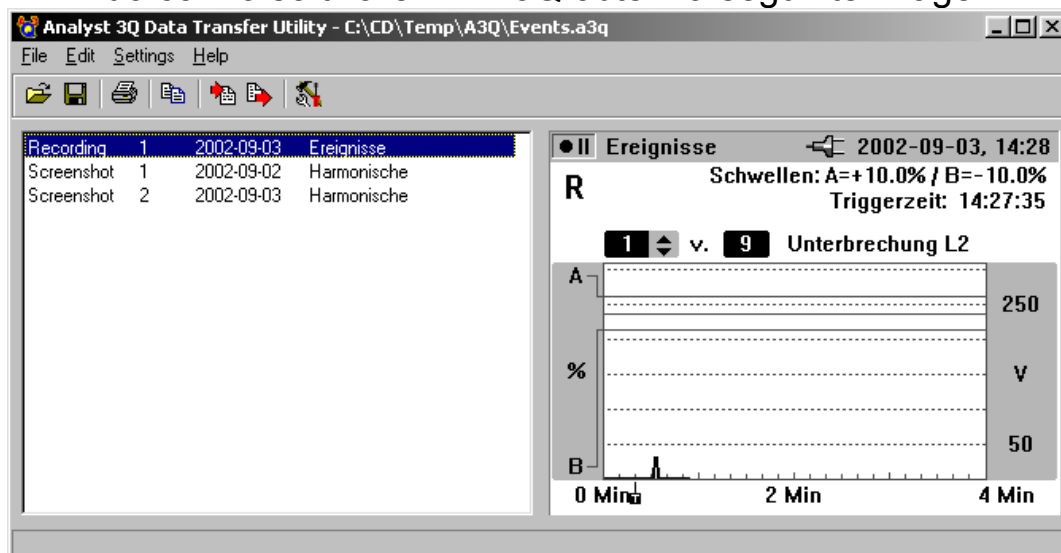 Analyst 3Q Data Transfer Utility - C:\CD\Temp\A3Q\Events.a3q
File Edit Settings Help
Recording 1 2002-09-03 Ereignisse
Screenshot 1 2002-09-02 Harmonische
Screenshot 2 2002-09-03 Harmonische
Ereignisse 2002-09-03, 14:28
R Schwellen: A=+10.0% / B=-10.0%
Triggerzeit: 14:27:35
1 v. 9 Unterbrechung L2
A
250
% V
50
B
0 Min 2 Min 4 Min